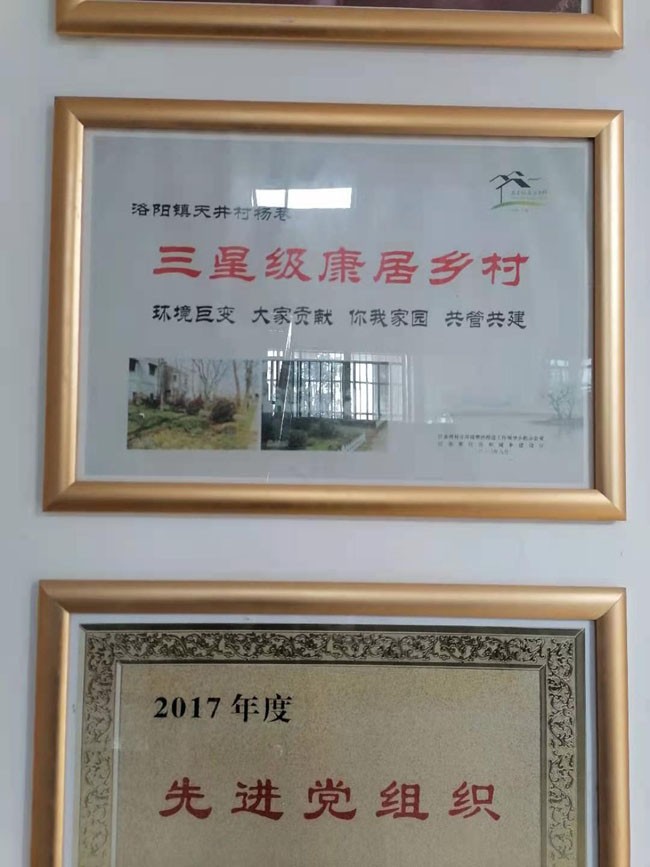 洛阳镇天井村杨巷
三星级康居乡村
环境巨变 大家贡献 你我家园 共管共建
2017年度
先进党组织